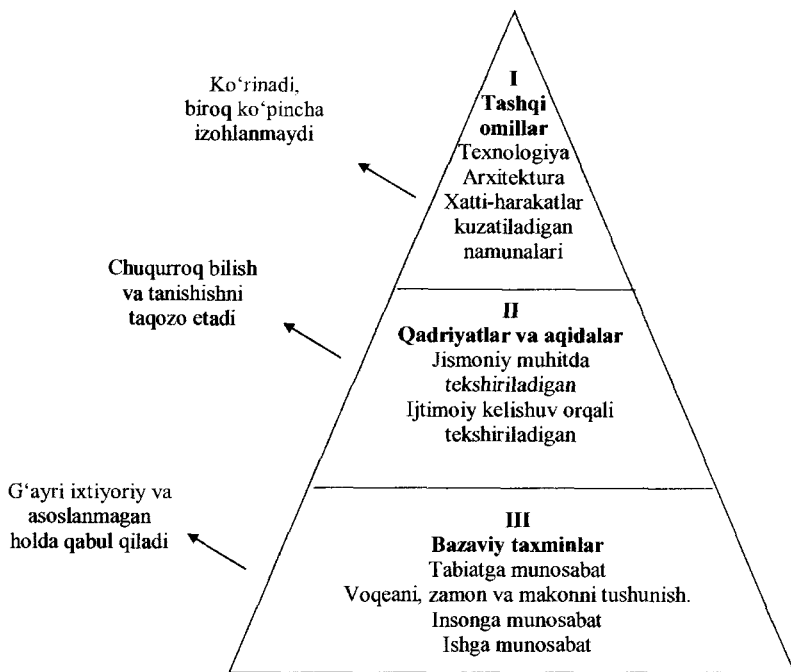 Ko‘rinadi,
biroq ko‘pincha
izohlanmaydi
I
Tashqi
omillar
Texnologiya
Arxitektura
Xatti-harakatlar
kuzatiladigan
namunalari
Chuqurroq bilish
va tanishishni
taqozo etadi
II
Qadriyatlar va aqidalar
Jismoniy muhitda
tekshiriladigan
Ijtimoiy kelishuv orqali
tekshiriladigan
G‘ayri ixtiyoriy va
asoslanmagan
holda qabul qiladi
III
Bazaviy taxminlar
Tabiatga munosabat
Voqeani, zamon va makonni tushunish.
Insonga munosabat
Ishga munosabat